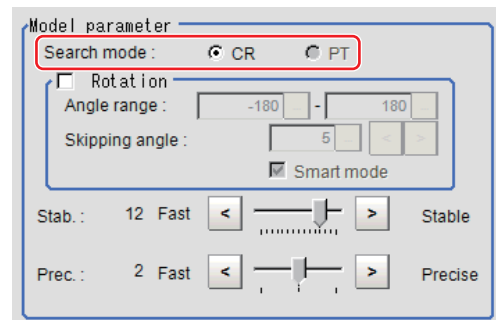 Model parameter
Search mode : CR PT
Rotation
Angle range : -180 .. - 180 ..
Skipping angle : 5 .. < >
Smart mode
Stab. : 12 Fast < > Stable
Prec. : 2 Fast < > Precise